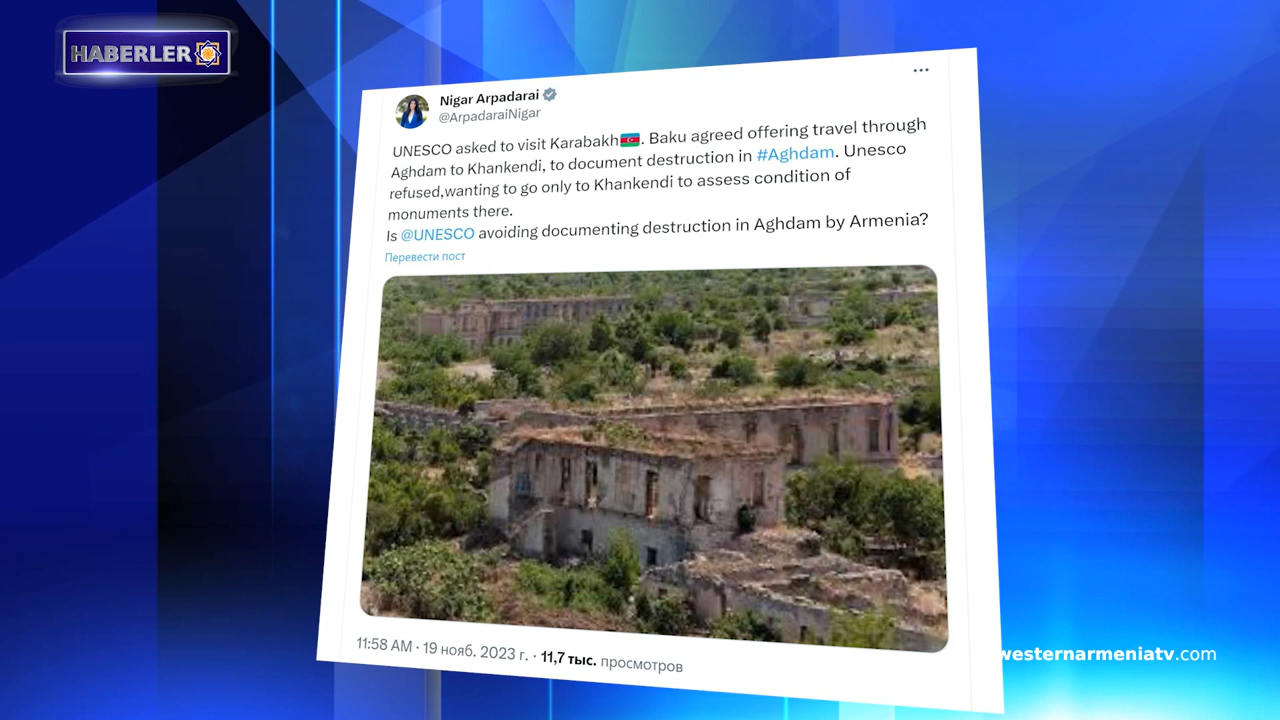 HABERLER
Nigar Arpadarai
@ArpadaraiNigar
UNESCO asked to visit Karabakh🇦🇿. Baku agreed offering travel through
Aghdam to Khankendi, to document destruction in #Aghdam. Unesco
refused,wanting to go only to Khankendi to assess condition of
monuments there.
Is @UNESCO avoiding documenting destruction in Aghdam by Armenia?
Перевести пост
11:58 AM · 19 нояб. 2023 г. · 11,7 тыс. просмотров
westernarmeniatv.com